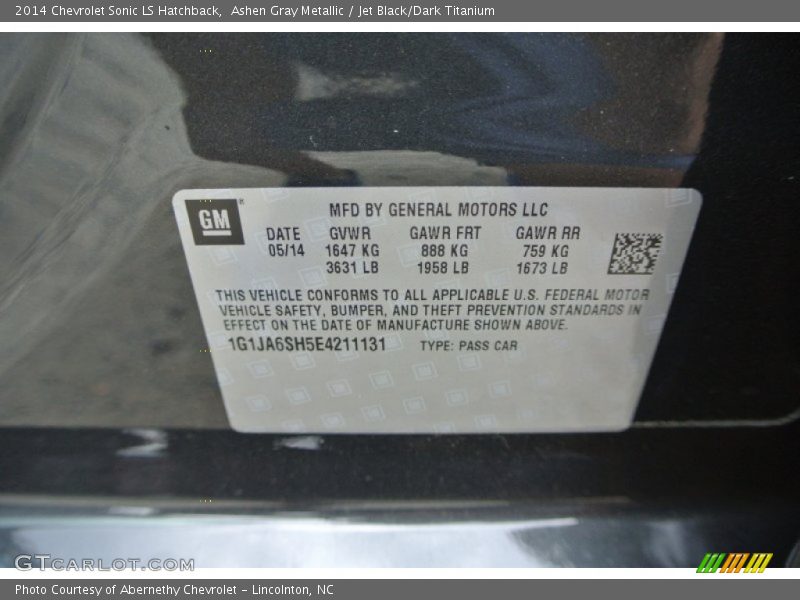 2014 Chevrolet Sonic LS Hatchback, Ashen Gray Metallic / Jet Black/Dark Titanium
GM ®
MFD BY GENERAL MOTORS LLC
DATE GVWR GAWR FRT GAWR RR
05/14 1647 KG 888 KG 759 KG
3631 LB 1958 LB 1673 LB
THIS VEHICLE CONFORMS TO ALL APPLICABLE U.S. FEDERAL MOTOR
VEHICLE SAFETY, BUMPER, AND THEFT PREVENTION STANDARDS IN
EFFECT ON THE DATE OF MANUFACTURE SHOWN ABOVE.
1G1JA6SH5E4211131 TYPE: PASS CAR
GTCARLOT.COM
Photo Courtesy of Abernethy Chevrolet - Lincolnton, NC